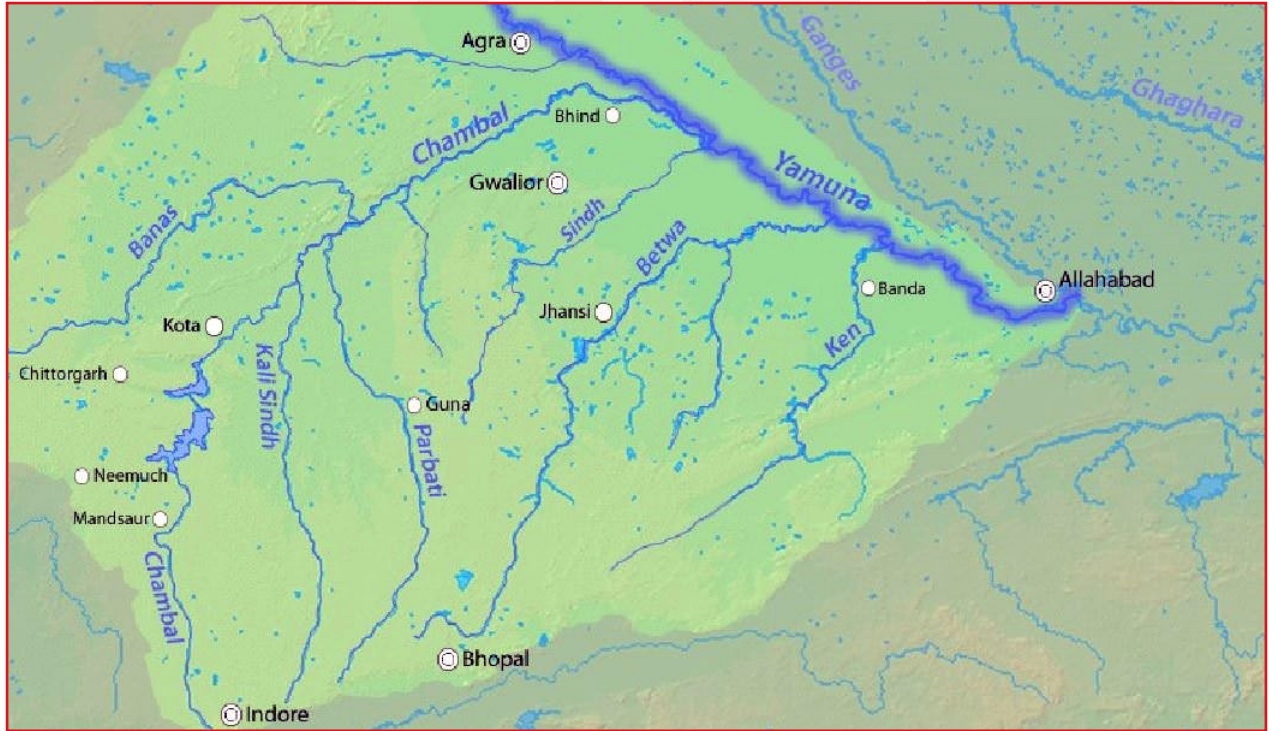 Agra
Ganges
Ghaghara
Chambal
Bhind
Yamuna
Gwalior
Banas
Sindh
Betwa
Allahabad
Banda
Jhansi
Kota
Ken
Kali Sindh
Chittorgarh
Guna
Parbati
Neemuch
Mandsaur
Chambal
Bhopal
Indore